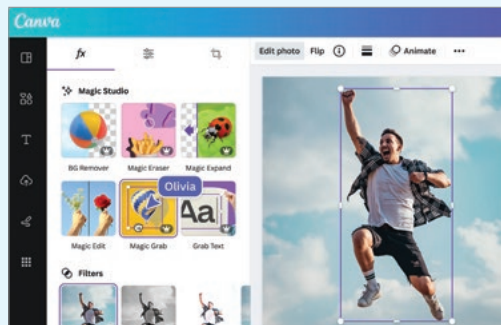 Canva
fx
Edit photo Flip Animate
Magic Studio
BG Remover Magic Eraser Magic Expand
Olivia
Aa
Magic Edit Magic Grab Grab Text
Filters